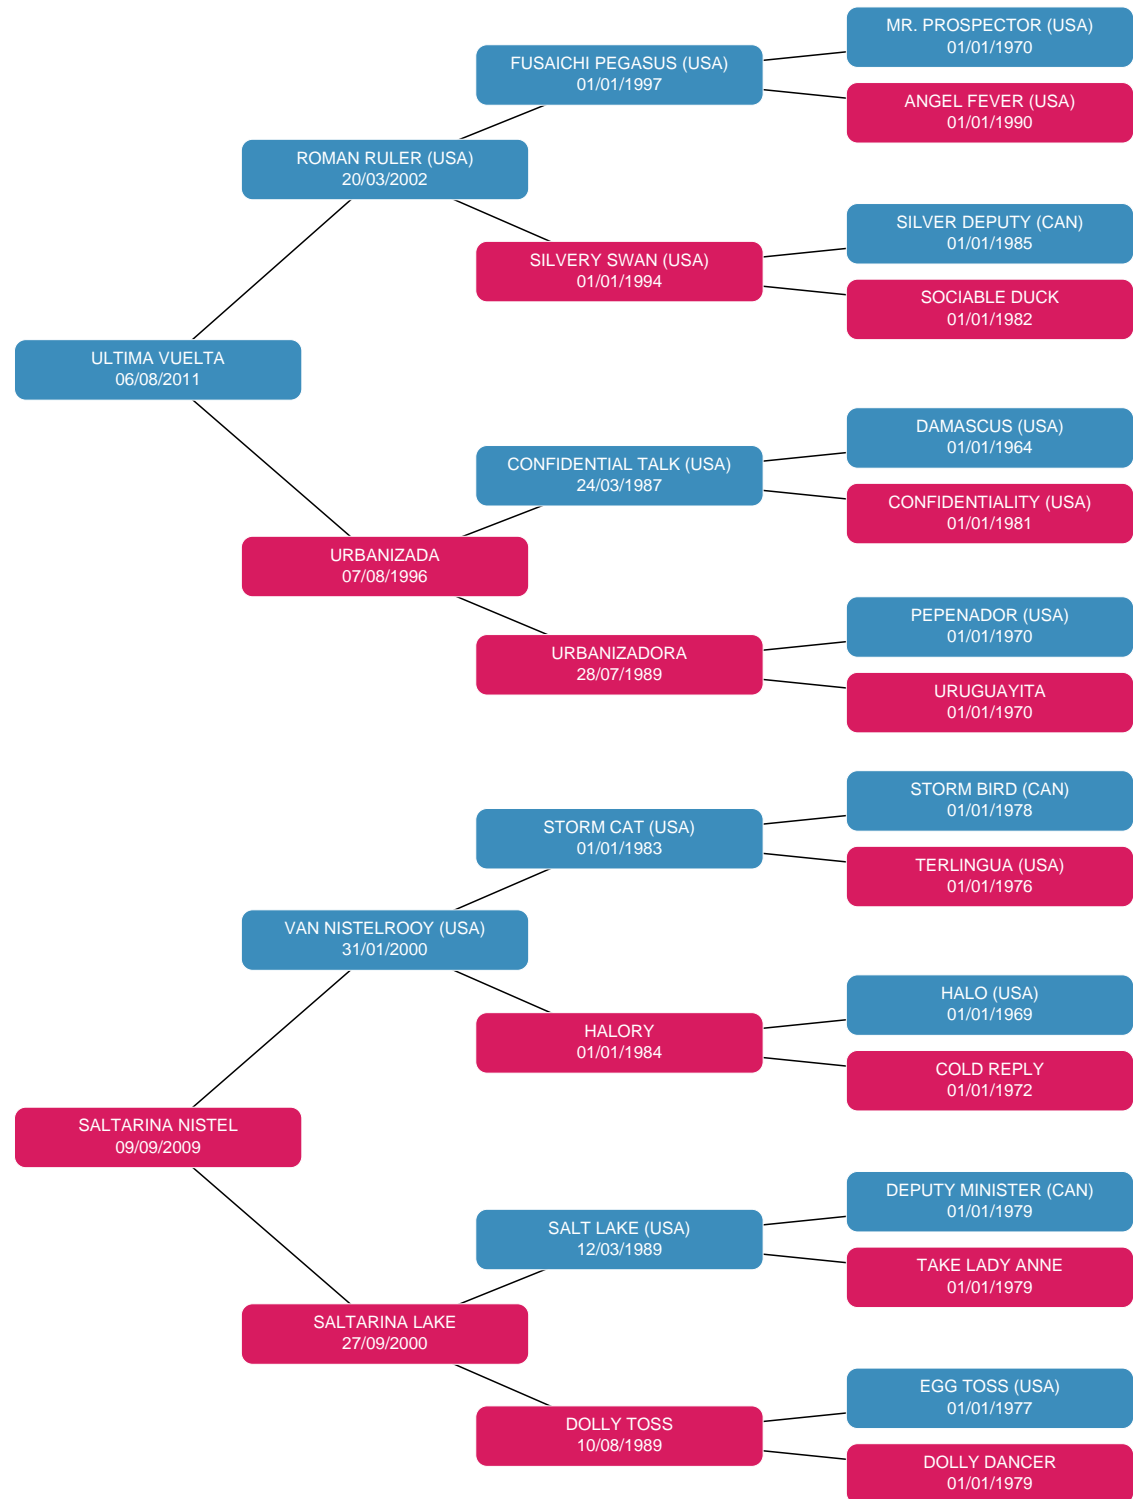 MR. PROSPECTOR (USA)
01/01/1970
FUSAICHI PEGASUS (USA)
01/01/1997
ANGEL FEVER (USA)
01/01/1990
ROMAN RULER (USA)
20/03/2002
SILVER DEPUTY (CAN)
01/01/1985
SILVERY SWAN (USA)
01/01/1994
SOCIABLE DUCK
01/01/1982
ULTIMA VUELTA
06/08/2011
DAMASCUS (USA)
01/01/1964
CONFIDENTIAL TALK (USA)
24/03/1987
CONFIDENTIALITY (USA)
01/01/1981
URBANIZADA
07/08/1996
PEPENADOR (USA)
01/01/1970
URBANIZADORA
28/07/1989
URUGUAYITA
01/01/1970
STORM BIRD (CAN)
01/01/1978
STORM CAT (USA)
01/01/1983
TERLINGUA (USA)
01/01/1976
VAN NISTELROOY (USA)
31/01/2000
HALO (USA)
01/01/1969
HALORY
01/01/1984
COLD REPLY
01/01/1972
SALTARINA NISTEL
09/09/2009
DEPUTY MINISTER (CAN)
01/01/1979
SALT LAKE (USA)
12/03/1989
TAKE LADY ANNE
01/01/1979
SALTARINA LAKE
27/09/2000
EGG TOSS (USA)
01/01/1977
DOLLY TOSS
10/08/1989
DOLLY DANCER
01/01/1979